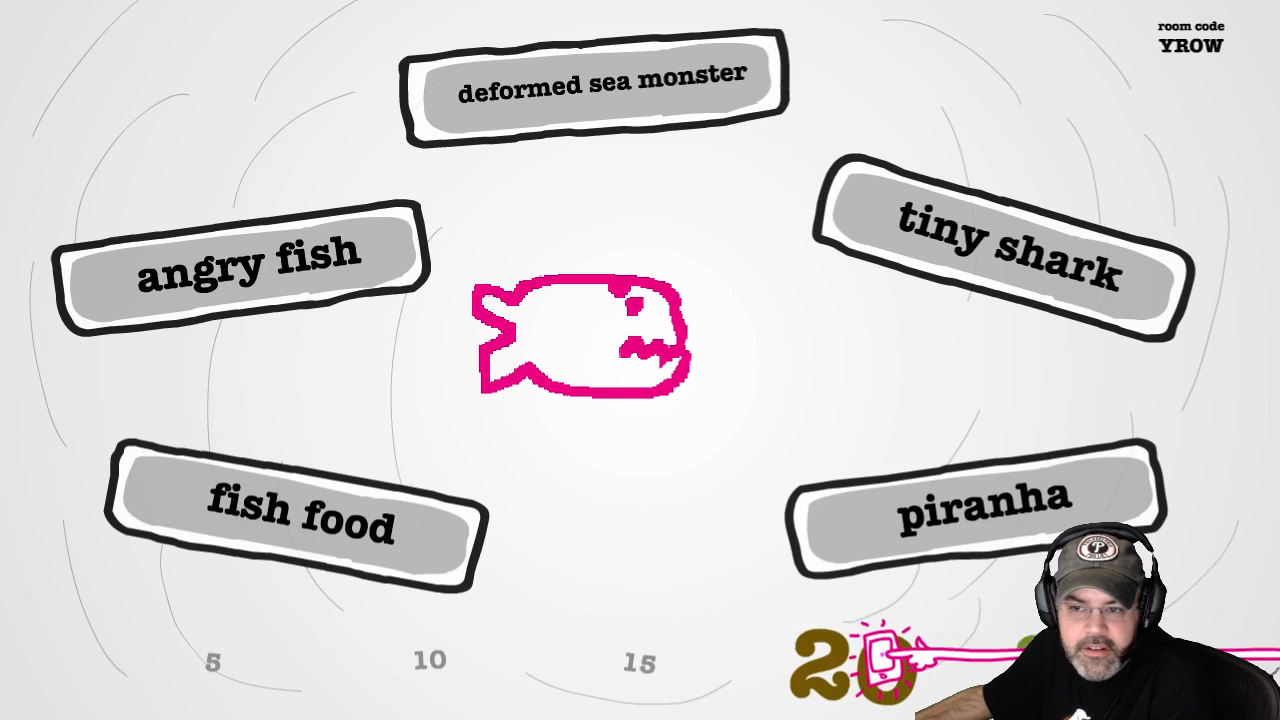 room code
YROW
deformed sea monster
tiny shark
angry fish
fish food
piranha
5
10
15
20
P